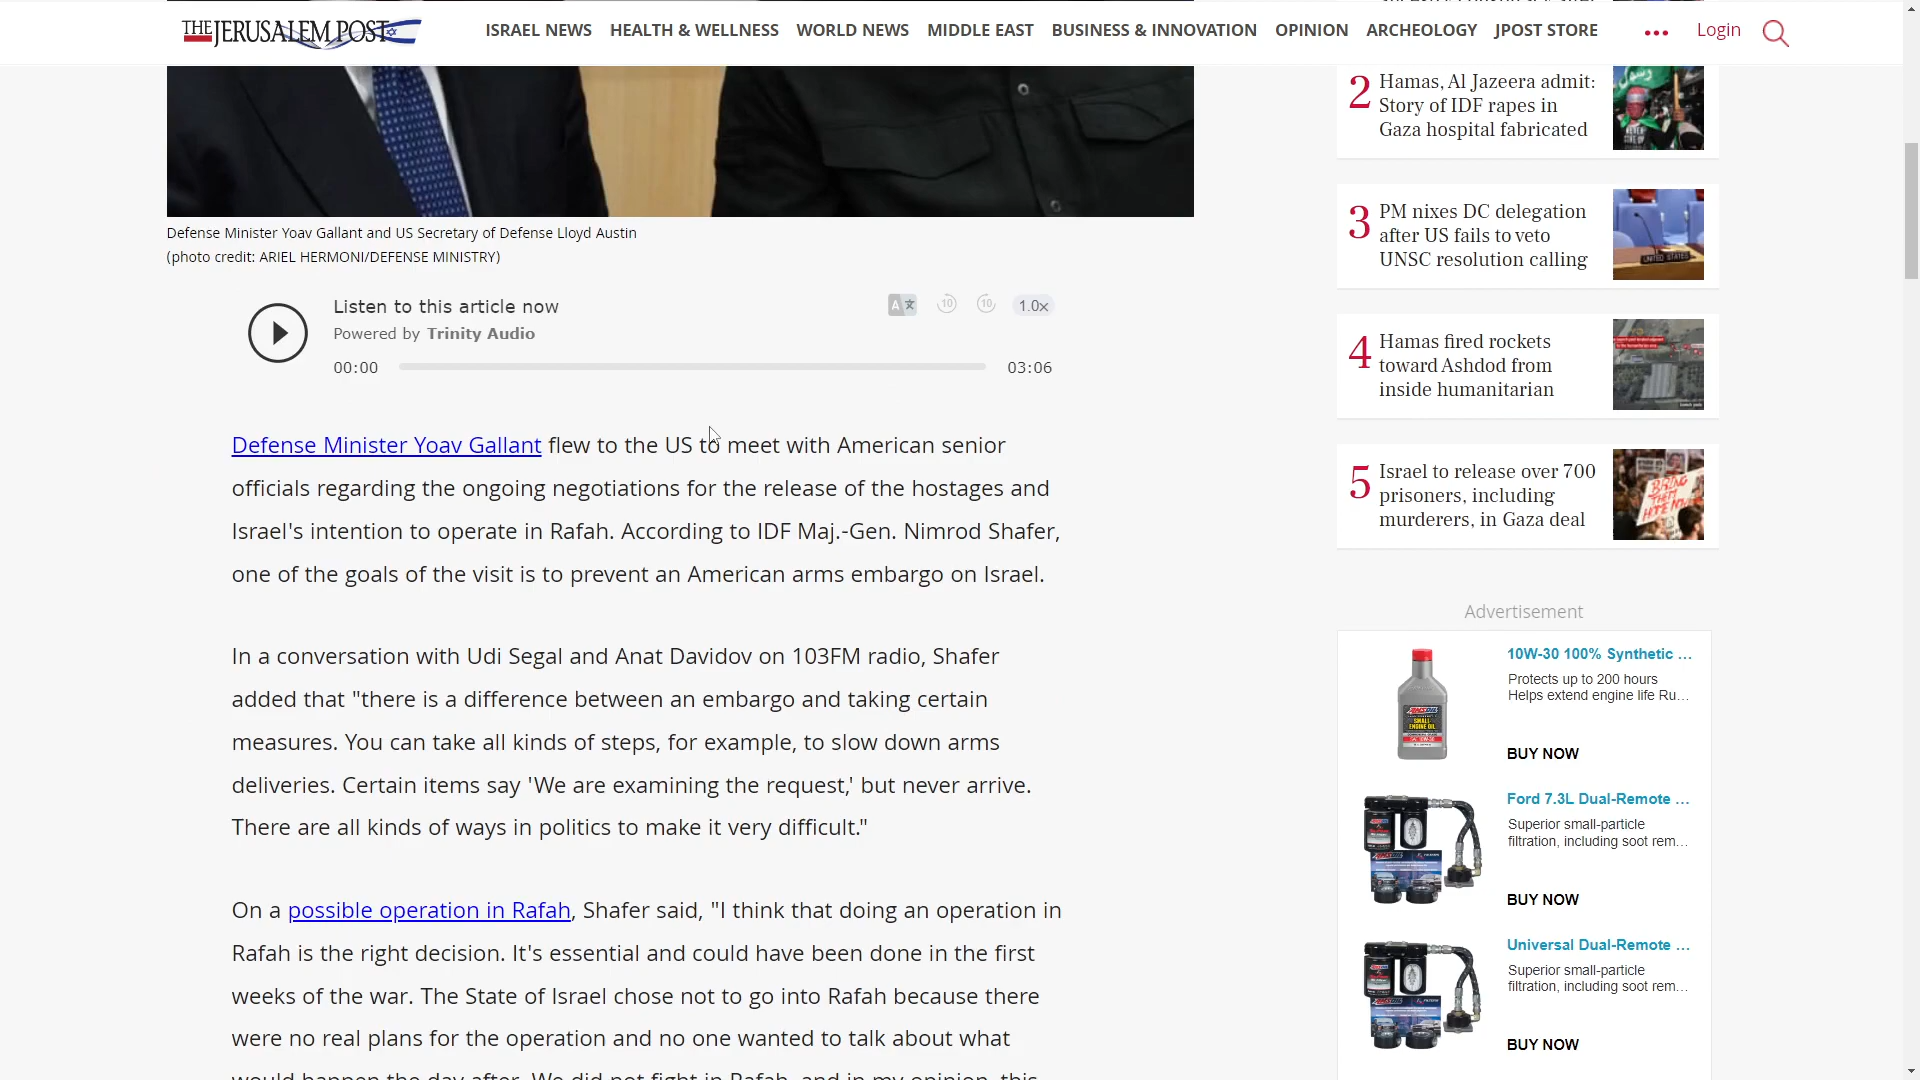 THE JERUSALEM POST
ISRAEL NEWS
HEALTH & WELLNESS
WORLD NEWS
MIDDLE EAST
BUSINESS & INNOVATION
OPINION
ARCHEOLOGY
JPOST STORE
Login
Defense Minister Yoav Gallant and US Secretary of Defense Lloyd Austin
(photo credit: ARIEL HERMONI/DEFENSE MINISTRY)
Listen to this article now
Powered by Trinity Audio
10
10
1.0x
00:00
03:06
Defense Minister Yoav Gallant flew to the US to meet with American senior
officials regarding the ongoing negotiations for the release of the hostages and
Israel's intention to operate in Rafah. According to IDF Maj.-Gen. Nimrod Shafer,
one of the goals of the visit is to prevent an American arms embargo on Israel.
In a conversation with Udi Segal and Anat Davidov on 103FM radio, Shafer
added that "there is a difference between an embargo and taking certain
measures. You can take all kinds of steps, for example, to slow down arms
deliveries. Certain items say 'We are examining the request,' but never arrive.
There are all kinds of ways in politics to make it very difficult."
On a possible operation in Rafah, Shafer said, "I think that doing an operation in
Rafah is the right decision. It's essential and could have been done in the first
weeks of the war. The State of Israel chose not to go into Rafah because there
were no real plans for the operation and no one wanted to talk about what
would happen the day after. We did not fight in Rafah, and in my opinion, this
2
Hamas, Al Jazeera admit:
Story of IDF rapes in
Gaza hospital fabricated
3
PM nixes DC delegation
after US fails to veto
UNSC resolution calling
UNITED STATES
4
Hamas fired rockets
toward Ashdod from
inside humanitarian
5
Israel to release over 700
prisoners, including
murderers, in Gaza deal
BRING
THEM
HOME NOW
Advertisement
10W-30 100% Synthetic ...
Protects up to 200 hours
Helps extend engine life Ru...
AMSOIL
SMALL
ENGINE OIL
BUY NOW
Ford 7.3L Dual-Remote ...
Superior small-particle
filtration, including soot rem...
BUY NOW
Universal Dual-Remote ...
Superior small-particle
filtration, including soot rem...
BUY NOW